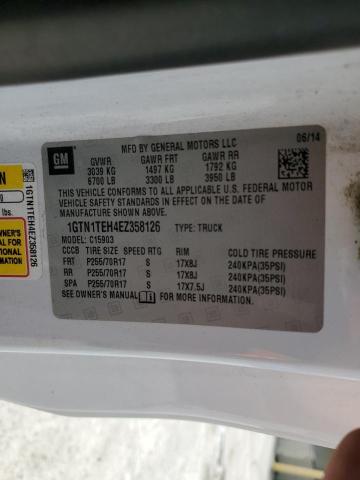 GM
MFD BY GENERAL MOTORS LLC
06/14
GVWR GAWR FRT GAWR RR
3039 KG 1497 KG 1792 KG
6700 LB 3300 LB 3950 LB
THIS VEHICLE CONFORMS TO ALL APPLICABLE U.S. FEDERAL MOTOR
VEHICLE SAFETY STANDARDS IN EFFECT ON THE DATE OF
MANUFACTURE SHOWN ABOVE.
1GTN1TEH4EZ358126 TYPE: TRUCK
MODEL: C15903
CCCB TIRE SIZE SPEED RTG RIM COLD TIRE PRESSURE
FRT P255/70R17 S 17X8J 240KPA(35PSI)
RR P255/70R17 S 17X8J 240KPA(35PSI)
SPA P255/70R17 S 17X7.5J 240KPA(35PSI)
SEE OWNER'S MANUAL FOR MORE INFORMATION
1GTN1TEH4EZ358126
lbs.